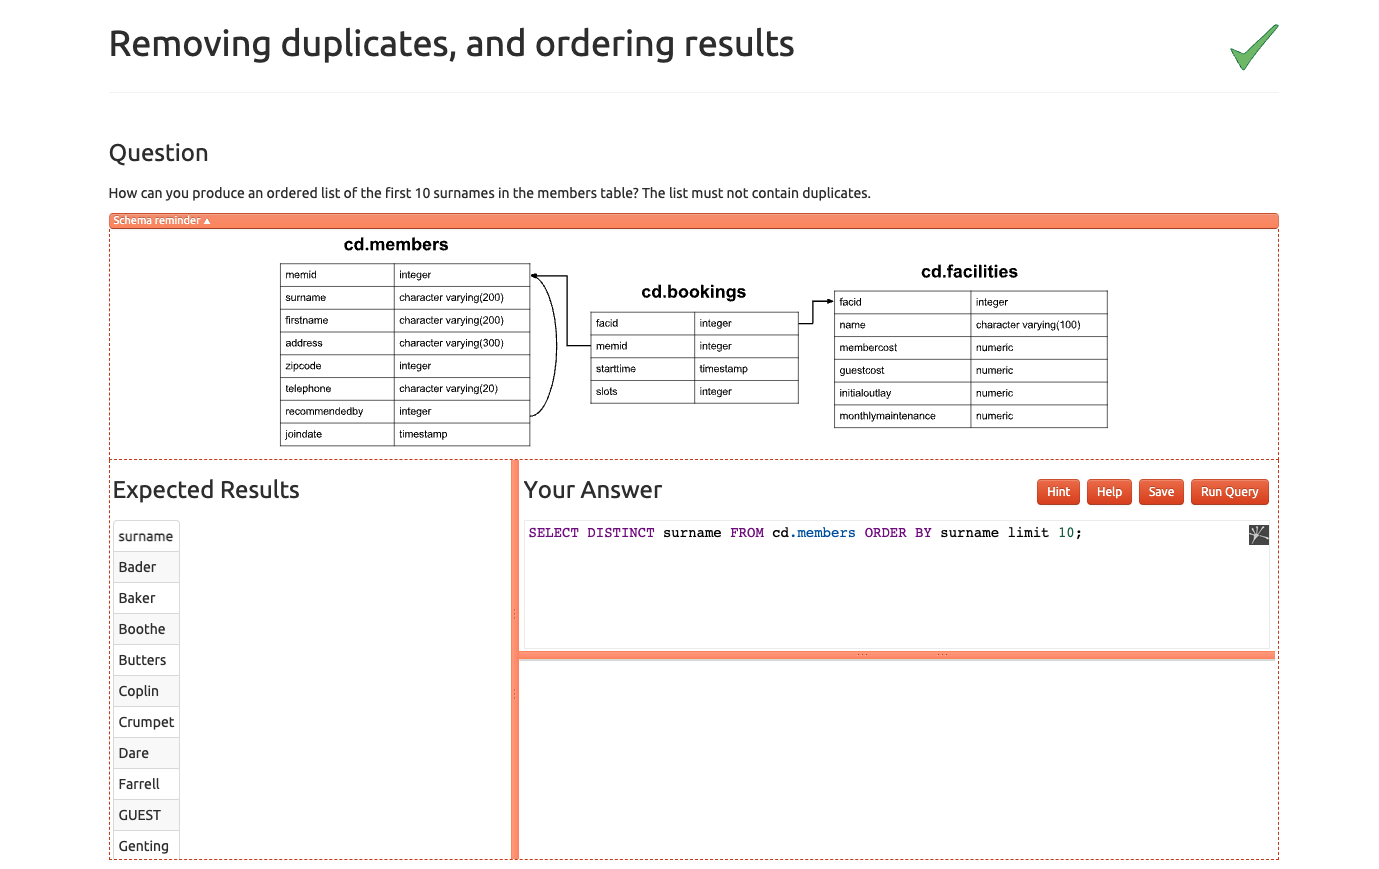 Removing duplicates, and ordering results
Question
How can you produce an ordered list of the first 10 surnames in the members table? The list must not contain duplicates.
Schema reminder ▲
cd.members
memid integer
surname character varying(200)
firstname character varying(200)
address character varying(300)
zipcode integer
telephone character varying(20)
recommendedby integer
joindate timestamp
cd.bookings
facid integer
memid integer
starttime timestamp
slots integer
cd.facilities
facid integer
name character varying(100)
membercost numeric
guestcost numeric
initialoutlay numeric
monthlymaintenance numeric
Expected Results
surname
Bader
Baker
Boothe
Butters
Coplin
Crumpet
Dare
Farrell
GUEST
Genting
Your Answer
Hint Help Save Run Query
SELECT DISTINCT surname FROM cd.members ORDER BY surname limit 10;